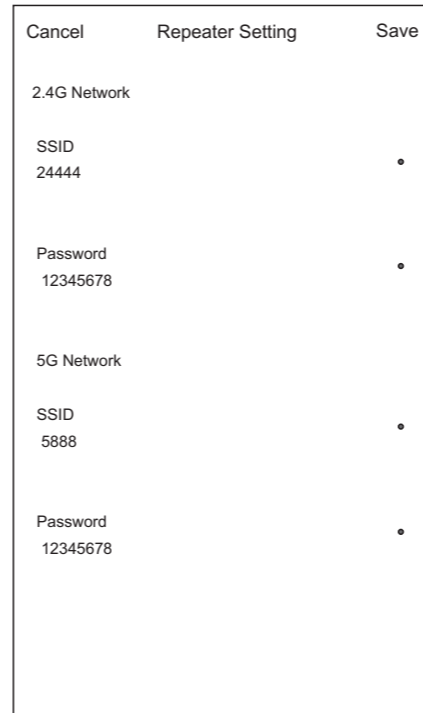 Cancel Repeater Setting Save
2.4G Network
SSID
24444
Password
12345678
5G Network
SSID
5888
Password
12345678